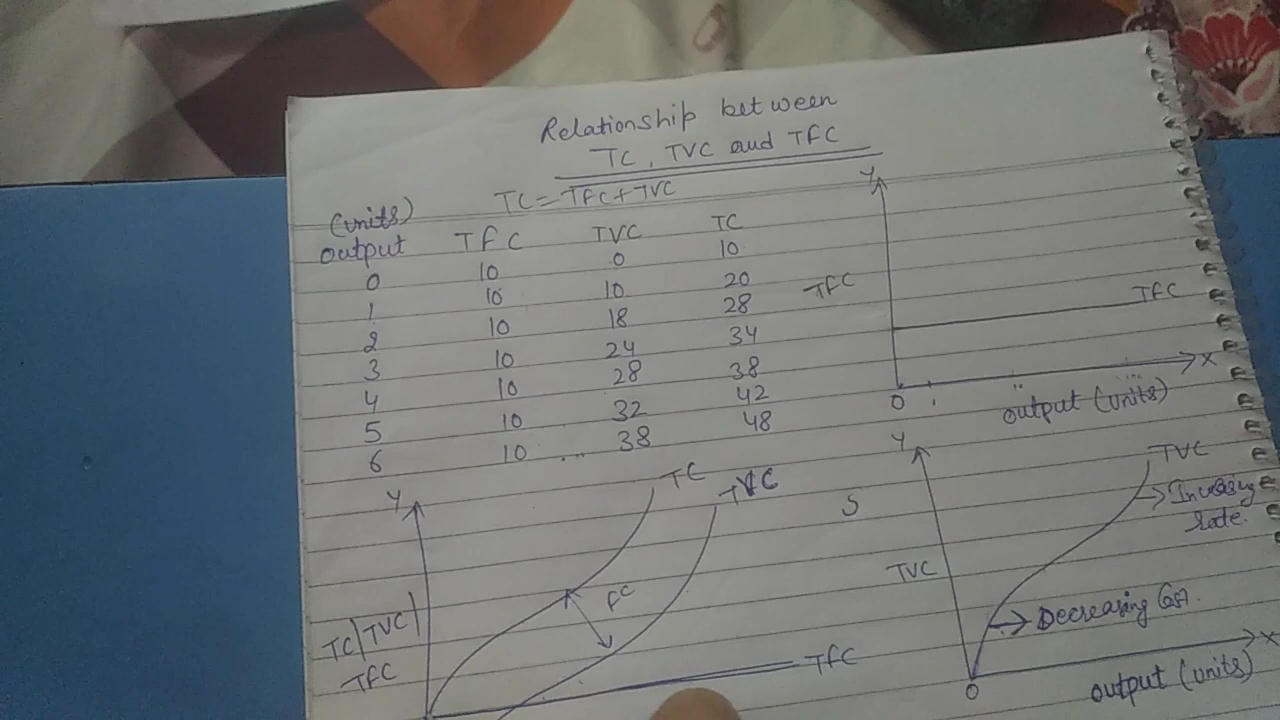 Relationship between
TC, TVC and TFC
TC = TFC + TVC
(units)
output TFC TVC TC
0 10 0 10
1 10 10 20
2 10 18 28
3 10 24 34
4 10 28 38
5 10 32 42
6 10 ... 38 48
Y
TFC
TFC
X
0
output (units)
Y
TC
TVC
FC
TC|TVC|
TFC
TFC
S
Y
TVC
Increasing
rate.
TVC
Decreasing
X
0
output (units)